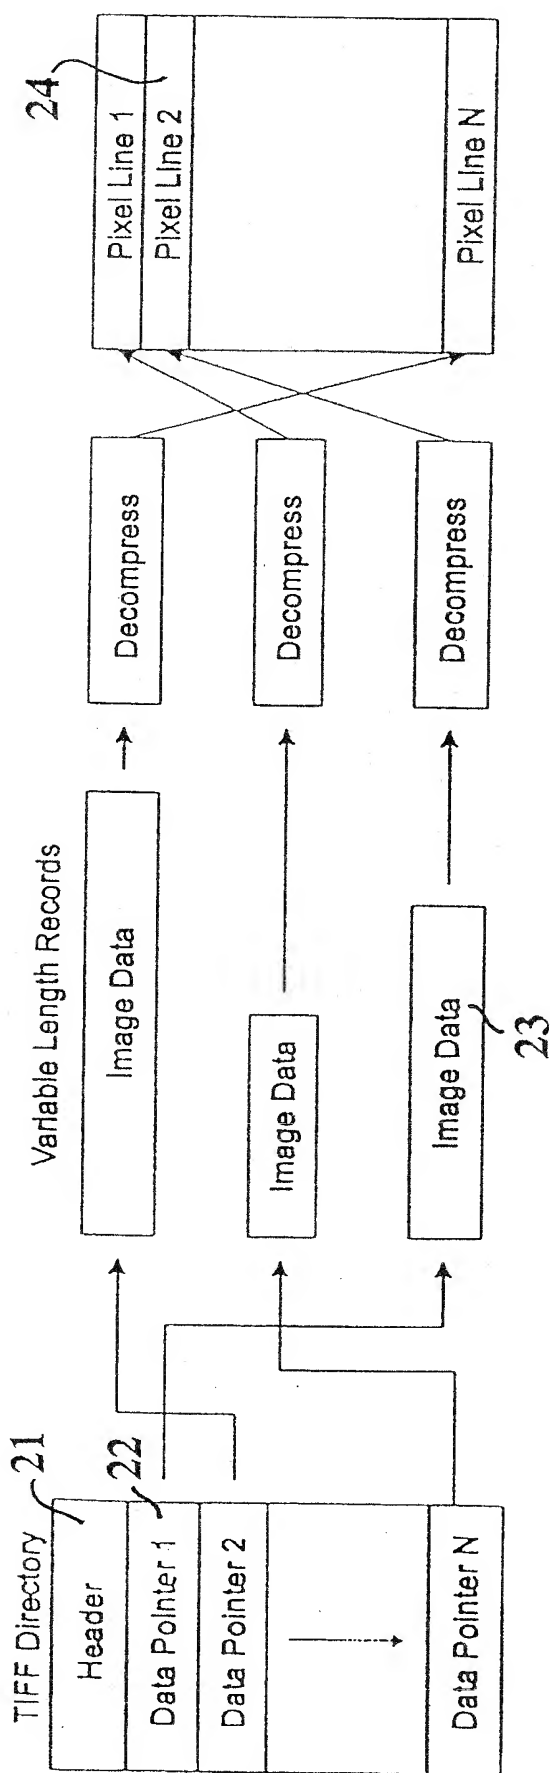 TIFF Directory
21
Header
22
Data Pointer 1
Data Pointer 2
Data Pointer N
Variable Length Records
Image Data
Image Data
Image Data
23
Decompress
Decompress
Decompress
24
Pixel Line 1
Pixel Line 2
Pixel Line N